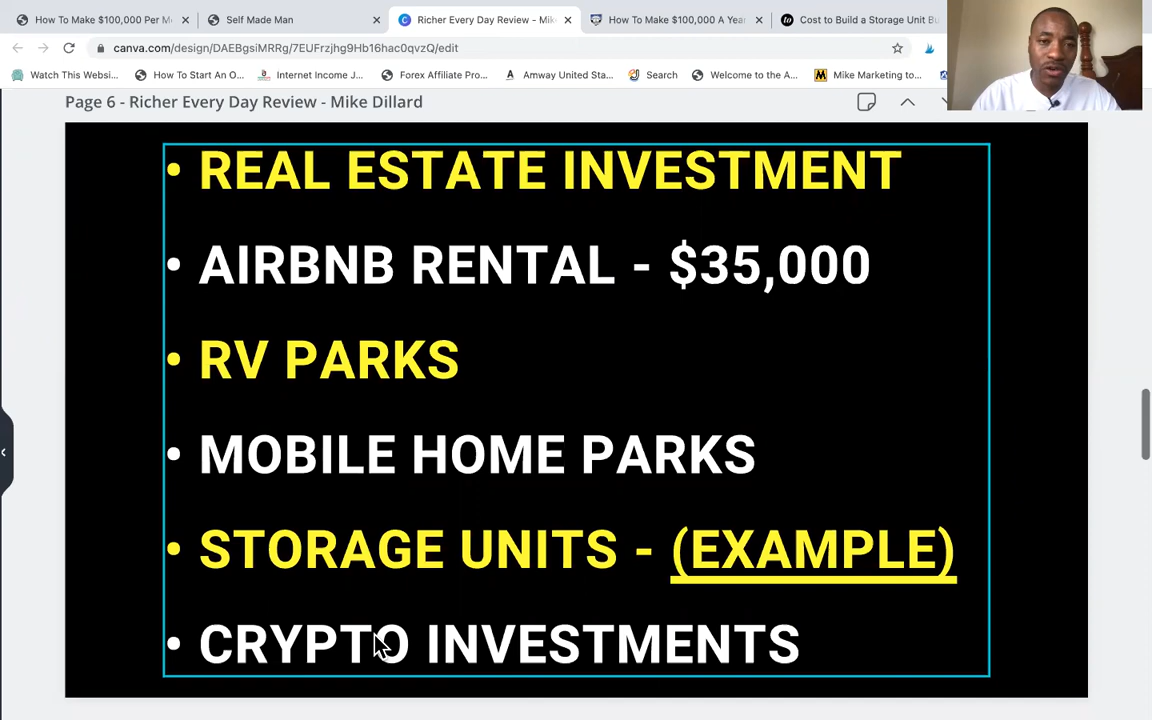 How To Make $100,000 Per M
Self Made Man
Richer Every Day Review - Mik
How To Make $100,000 A Yea
Cost to Build a Storage Unit Bu
canva.com/design/DAEBgsiMRRg/7EUFrzjhg9Hb16hac0qvzQ/edit
Watch This Websi...
How To Start An O...
Internet Income J...
Forex Affiliate Pro...
Amway United Sta...
Search
Welcome to the A...
Mike Marketing to...
Page 6 - Richer Every Day Review - Mike Dillard
• REAL ESTATE INVESTMENT
• AIRBNB RENTAL - $35,000
• RV PARKS
• MOBILE HOME PARKS
• STORAGE UNITS - (EXAMPLE)
• CRYPTO INVESTMENTS